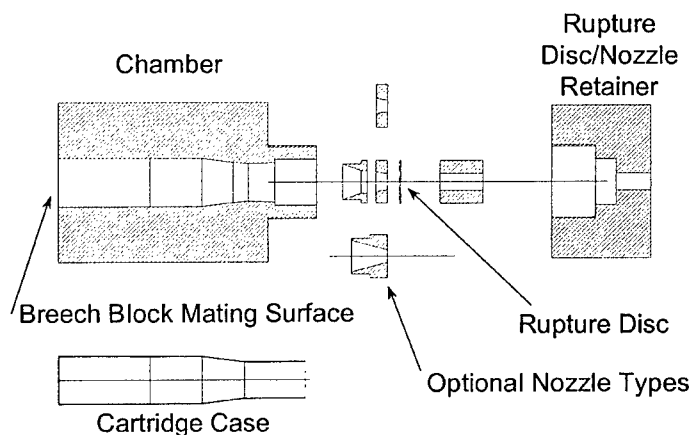 Rupture
Disc/Nozzle
Retainer
Chamber
Breech Block Mating Surface
Rupture Disc
Optional Nozzle Types
Cartridge Case